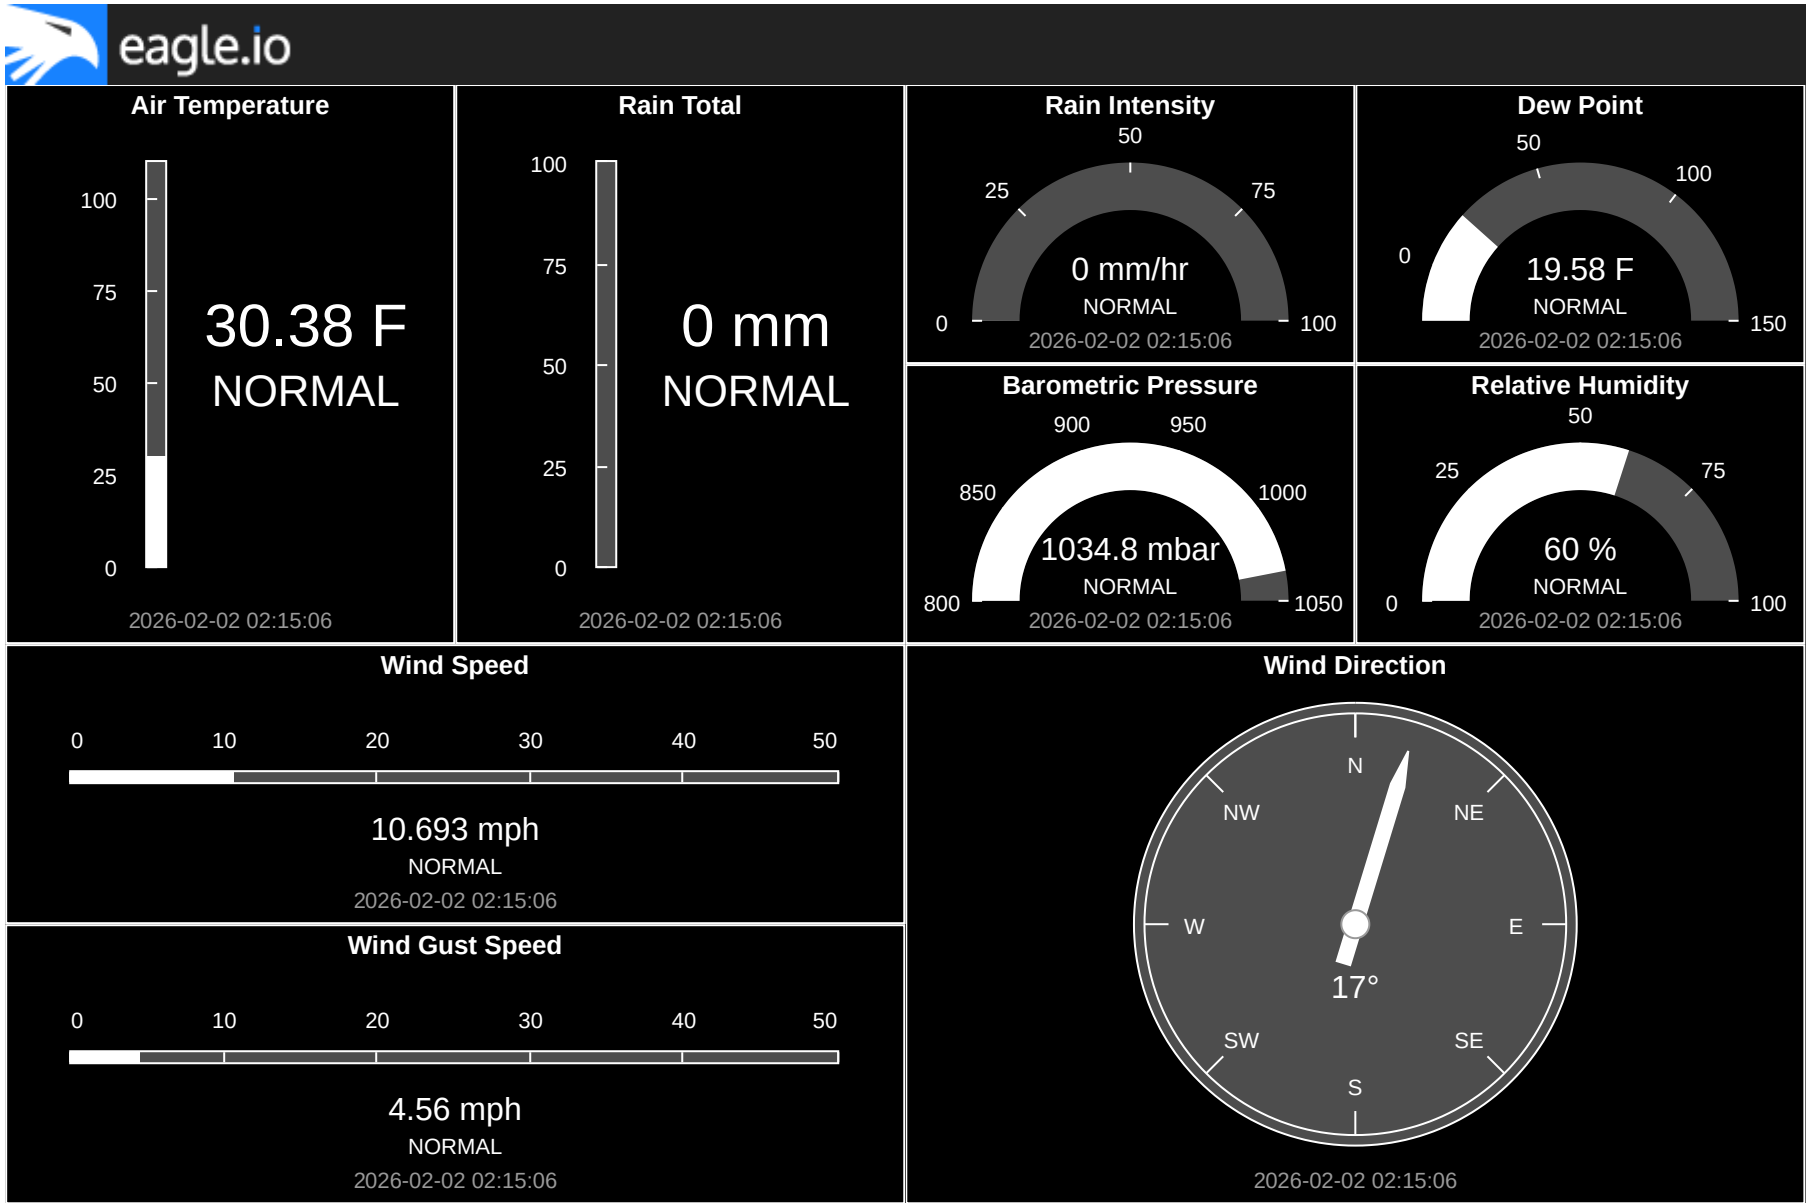 eagle.io
Air Temperature
100
75
50
25
0
30.38 F
NORMAL
2026-02-02 02:15:06
Rain Total
100
75
50
25
0
0 mm
NORMAL
2026-02-02 02:15:06
Rain Intensity
50
25
75
0
100
0 mm/hr
NORMAL
2026-02-02 02:15:06
Dew Point
50
100
0
150
19.58 F
NORMAL
2026-02-02 02:15:06
Barometric Pressure
900
950
850
1000
800
1050
1034.8 mbar
NORMAL
2026-02-02 02:15:06
Relative Humidity
50
25
75
0
100
60 %
NORMAL
2026-02-02 02:15:06
Wind Speed
0 10 20 30 40 50
10.693 mph
NORMAL
2026-02-02 02:15:06
Wind Gust Speed
0 10 20 30 40 50
4.56 mph
NORMAL
2026-02-02 02:15:06
Wind Direction
N
NW
NE
W
E
17°
SW
SE
S
2026-02-02 02:15:06